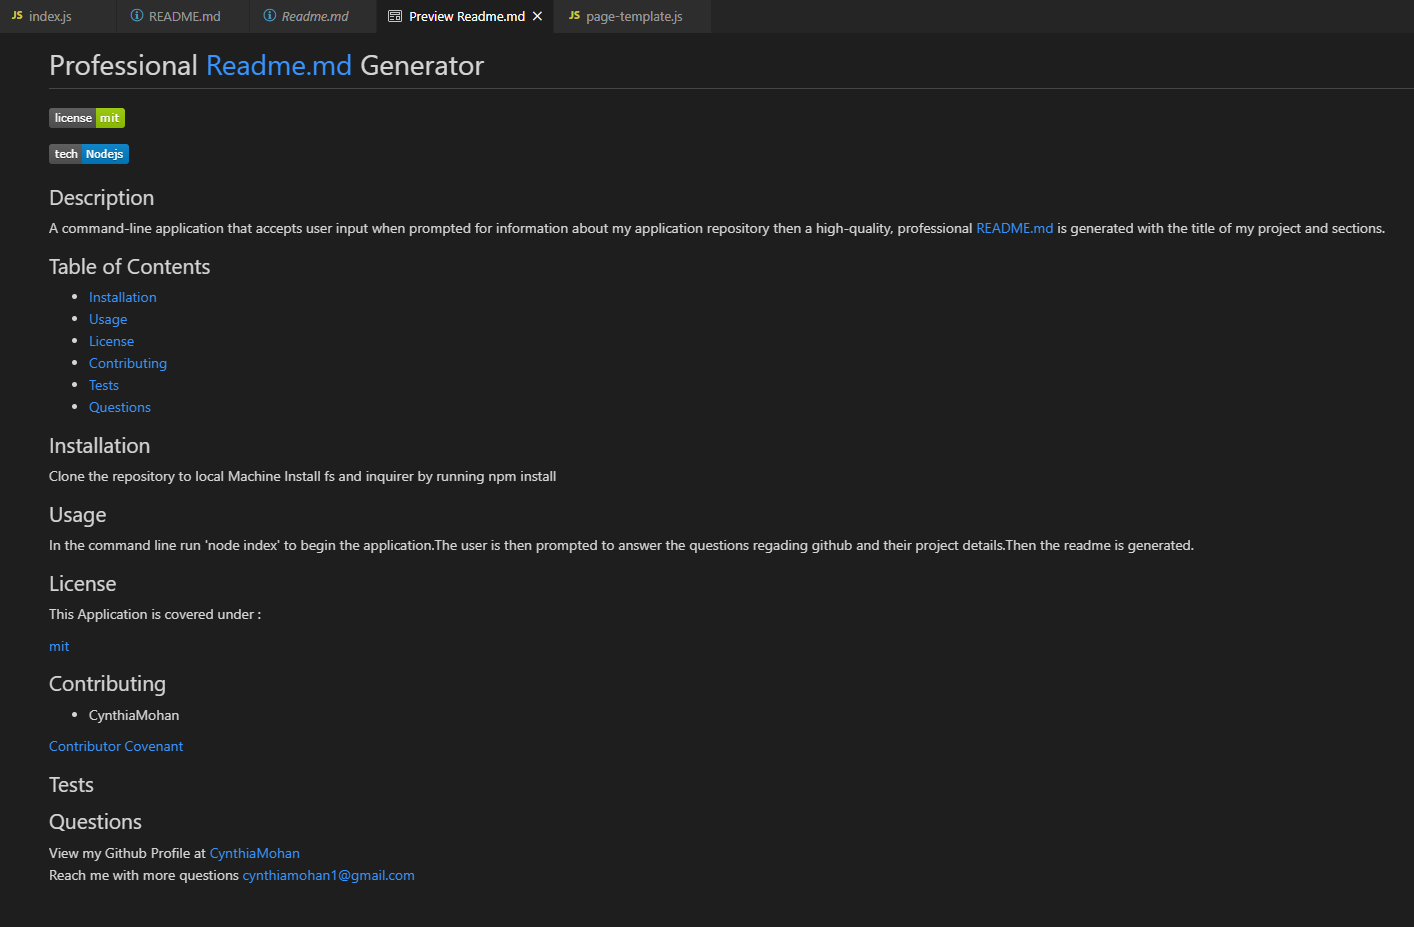 JS index.js README.md Readme.md Preview Readme.md JS page-template.js
Professional Readme.md Generator
license mit
tech Nodejs
Description
A command-line application that accepts user input when prompted for information about my application repository then a high-quality, professional README.md is generated with the title of my project and sections.
Table of Contents
• Installation
• Usage
• License
• Contributing
• Tests
• Questions
Installation
Clone the repository to local Machine Install fs and inquirer by running npm install
Usage
In the command line run 'node index' to begin the application.The user is then prompted to answer the questions regading github and their project details.Then the readme is generated.
License
This Application is covered under :
mit
Contributing
• CynthiaMohan
Contributor Covenant
Tests
Questions
View my Github Profile at CynthiaMohan
Reach me with more questions cynthiamohan1@gmail.com